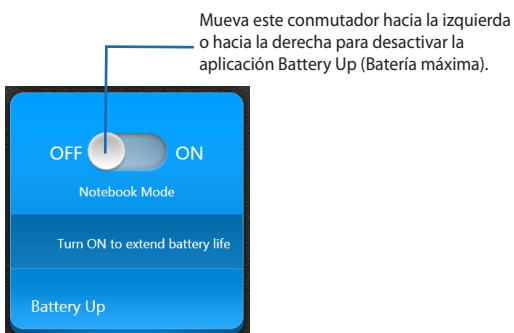 Mueva este conmutador hacia la izquierda
o hacia la derecha para desactivar la
aplicación Battery Up (Batería máxima).
OFF ON
Notebook Mode
Turn ON to extend battery life
Battery Up